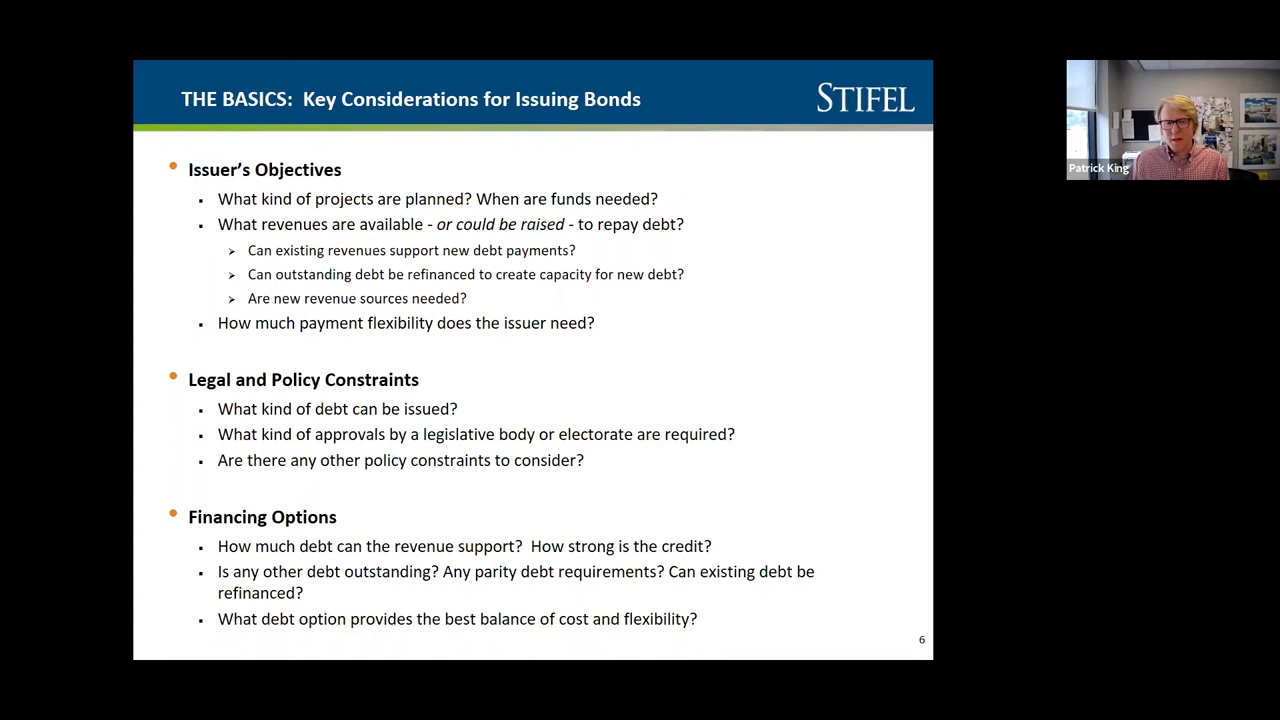 THE BASICS:  Key Considerations for Issuing Bonds
STIFEL
Patrick King
• Issuer's Objectives
▪ What kind of projects are planned? When are funds needed?
▪ What revenues are available - or could be raised - to repay debt?
➢ Can existing revenues support new debt payments?
➢ Can outstanding debt be refinanced to create capacity for new debt?
➢ Are new revenue sources needed?
▪ How much payment flexibility does the issuer need?
• Legal and Policy Constraints
▪ What kind of debt can be issued?
▪ What kind of approvals by a legislative body or electorate are required?
▪ Are there any other policy constraints to consider?
• Financing Options
▪ How much debt can the revenue support?  How strong is the credit?
▪ Is any other debt outstanding? Any parity debt requirements? Can existing debt be
refinanced?
▪ What debt option provides the best balance of cost and flexibility?
6